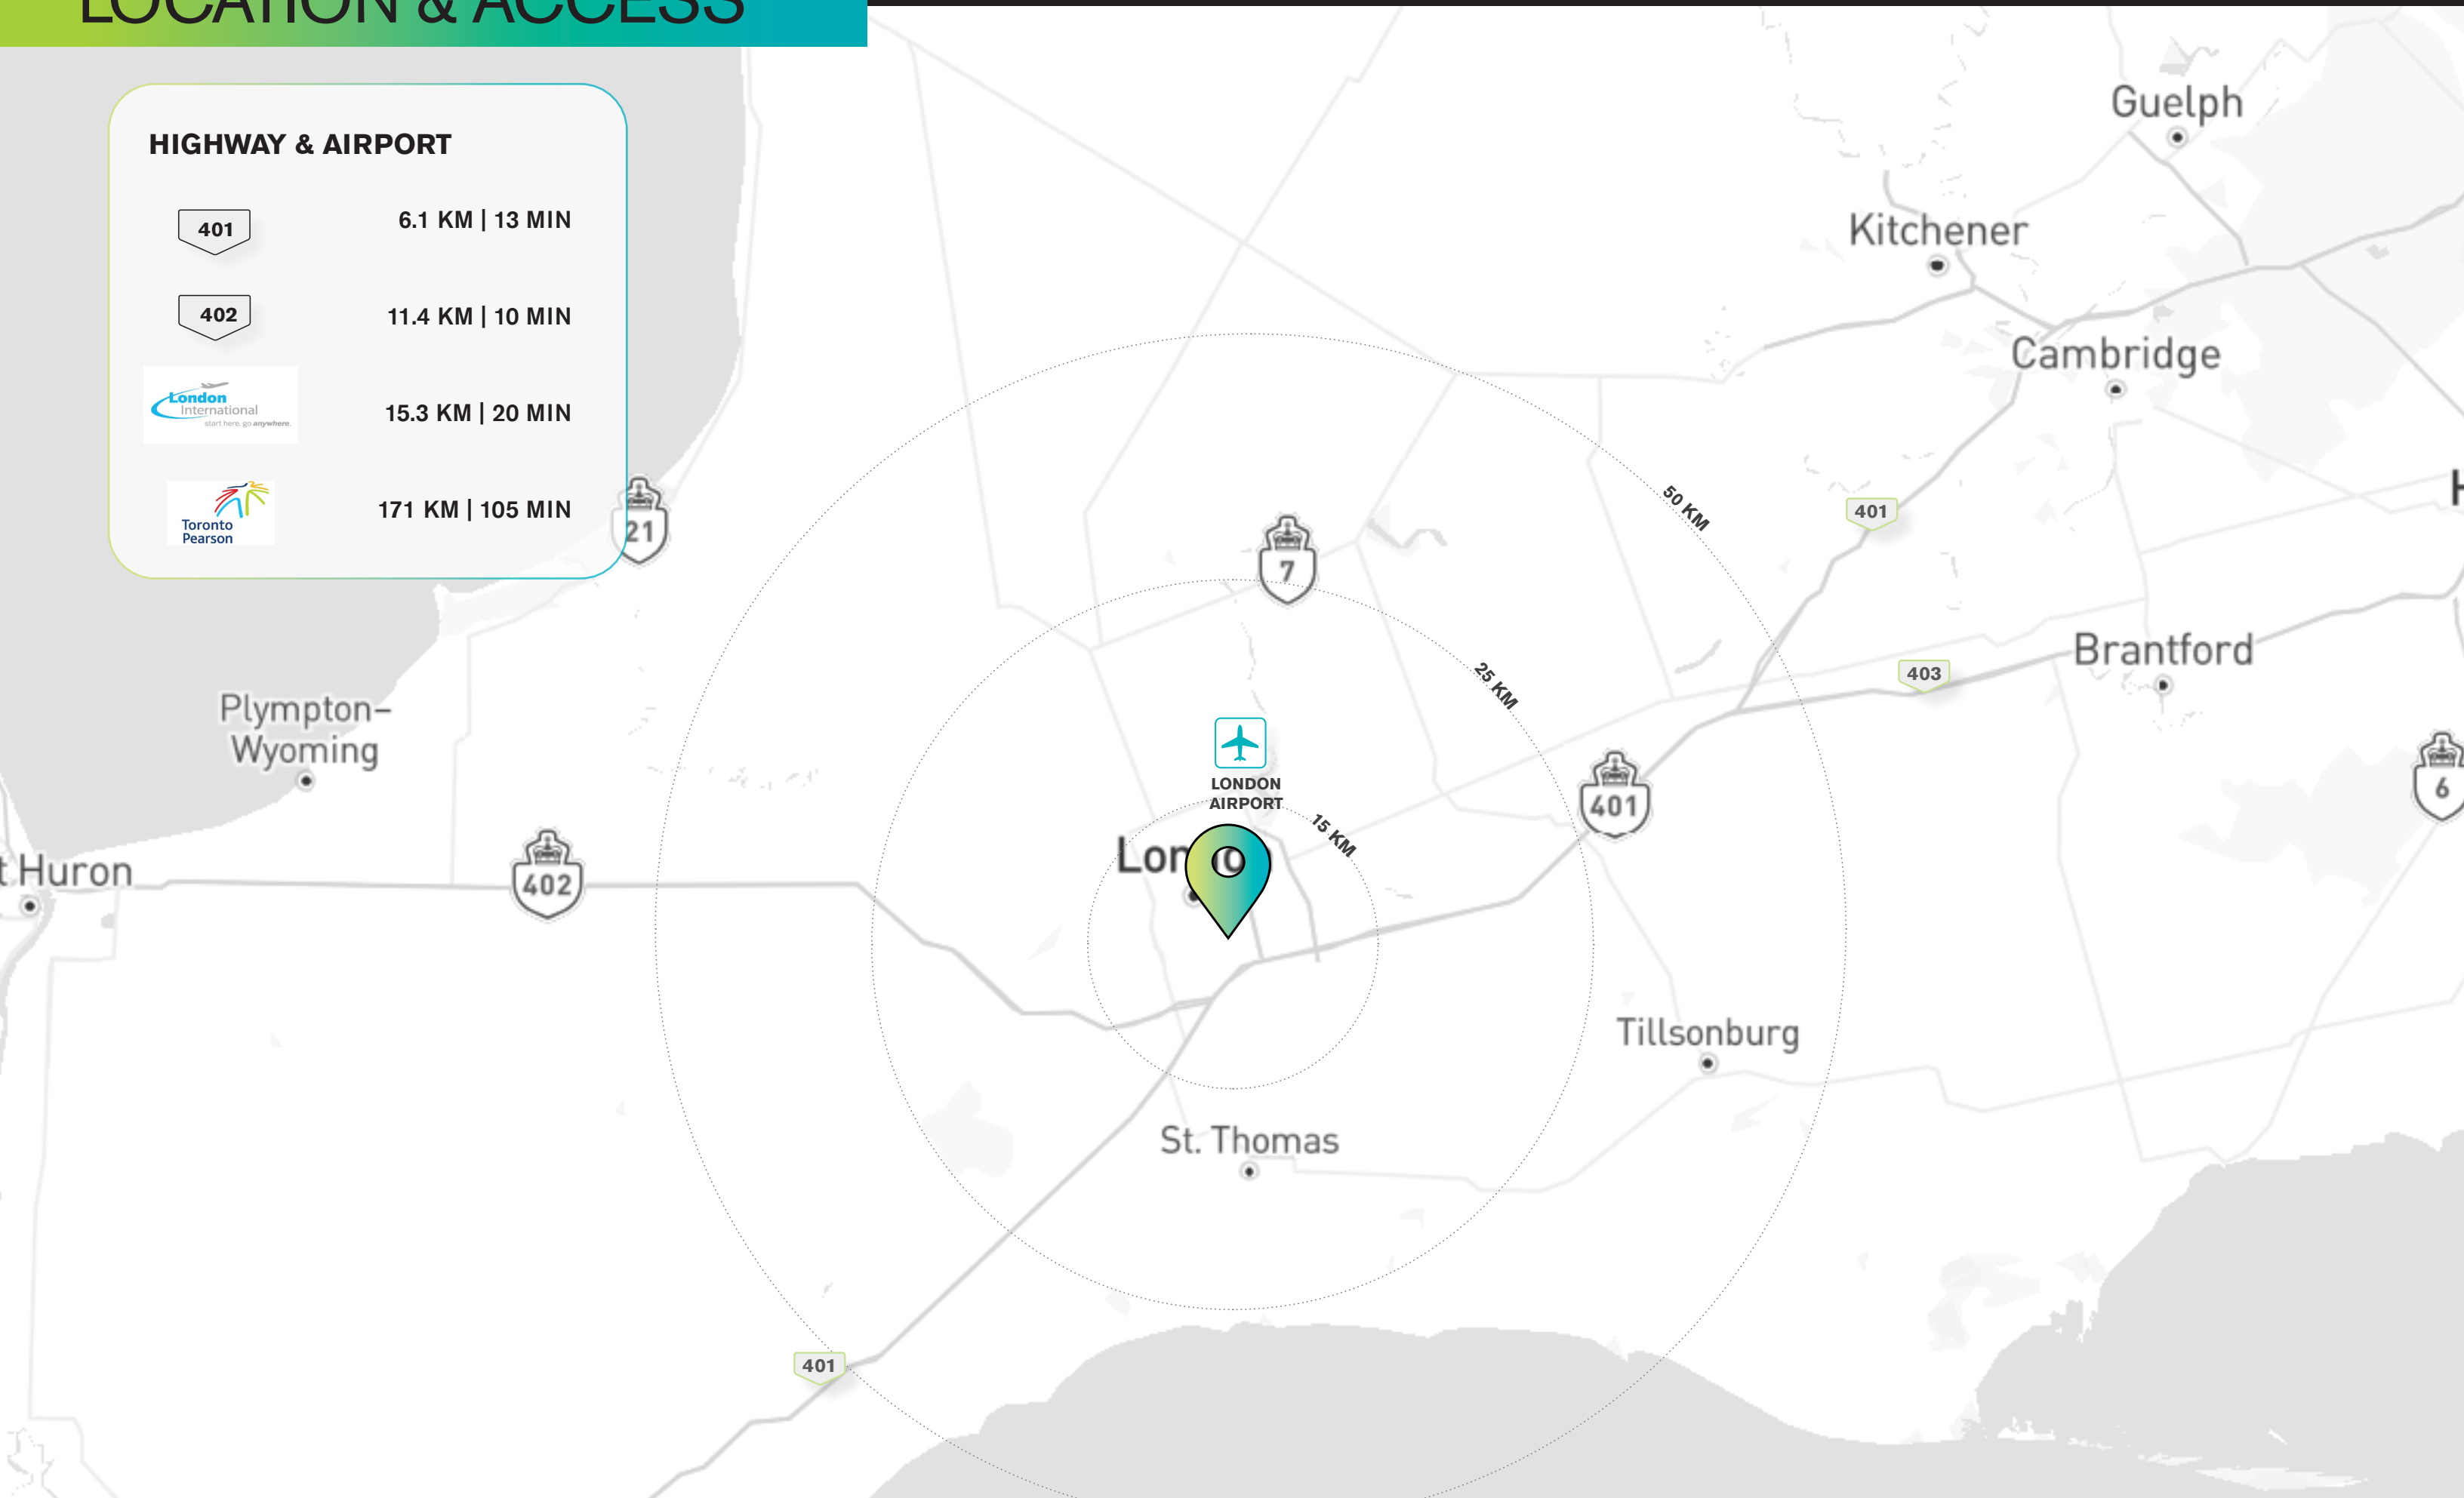 LOCATION & ACCESS
HIGHWAY & AIRPORT
401
6.1 KM | 13 MIN
402
11.4 KM | 10 MIN
London
International
start here. go anywhere.
15.3 KM | 20 MIN
Toronto
Pearson
171 KM | 105 MIN
21
Guelph
Kitchener
Cambridge
50 KM
401
7
25 KM
Brantford
403
Plympton–
Wyoming
LONDON
AIRPORT
15 KM
401
6
Huron
402
Tillsonburg
St. Thomas
401